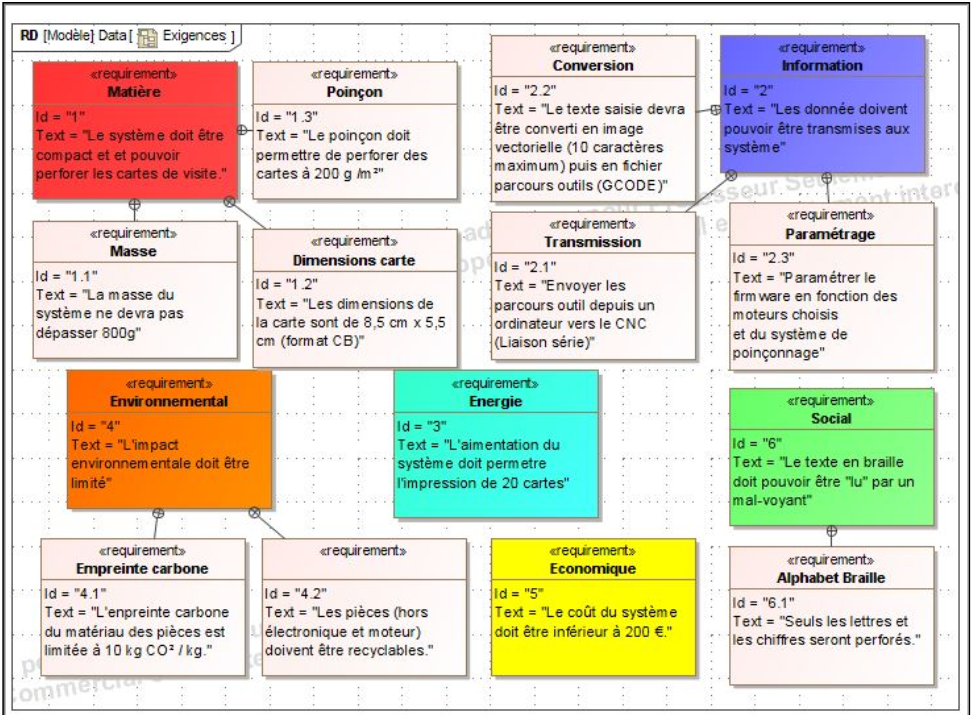 RD [Modèle] Data [ Exigences ]
«requirement»
Matière
Id = "1"
Text = "Le système doit être
compact et et pouvoir
perforer les cartes de visite."
«requirement»
Poinçon
Id = "1.3"
Text = "Le poinçon doit
permettre de perforer des
cartes à 200 g /m²"
«requirement»
Conversion
Id = "2.2"
Text = "Le texte saisie devra
être converti en image
vectorielle (10 caractères
maximum) puis en fichier
parcours outils (GCODE)"
«requirement»
Information
Id = "2"
Text = "Les donnée doivent
pouvoir être transmises aux
système"
«requirement»
Masse
Id = "1.1"
Text = "La masse du
système ne devra pas
dépasser 800g"
«requirement»
Dimensions carte
Id = "1.2"
Text = "Les dimensions de
la carte sont de 8,5 cm x 5,5
cm (format CB)"
«requirement»
Transmission
Id = "2.1"
Text = "Envoyer les
parcours outil depuis un
ordinateur vers le CNC
(Liaison série)"
«requirement»
Paramétrage
Id = "2.3"
Text = "Paramétrer le
firmware en fonction des
moteurs choisis
et du système de
poinçonnage"
«requirement»
Environnemental
Id = "4"
Text = "L'impact
environnementale doit être
limité"
«requirement»
Energie
Id = "3"
Text = "L'aimentation du
système doit permetre
l'impression de 20 cartes"
«requirement»
Social
Id = "6"
Text = "Le texte en braille
doit pouvoir être "lu" par un
mal-voyant"
«requirement»
Empreinte carbone
Id = "4.1"
Text = "L'enpreinte carbone
du matériau des pièces est
limitée à 10 kg CO² / kg."
«requirement»
Id = "4.2"
Text = "Les pièces (hors
électronique et moteur)
doivent être recyclables."
«requirement»
Economique
Id = "5"
Text = "Le coût du système
doit être inférieur à 200 €."
«requirement»
Alphabet Braille
Id = "6.1"
Text = "Seuls les lettres et
les chiffres seront perforés."